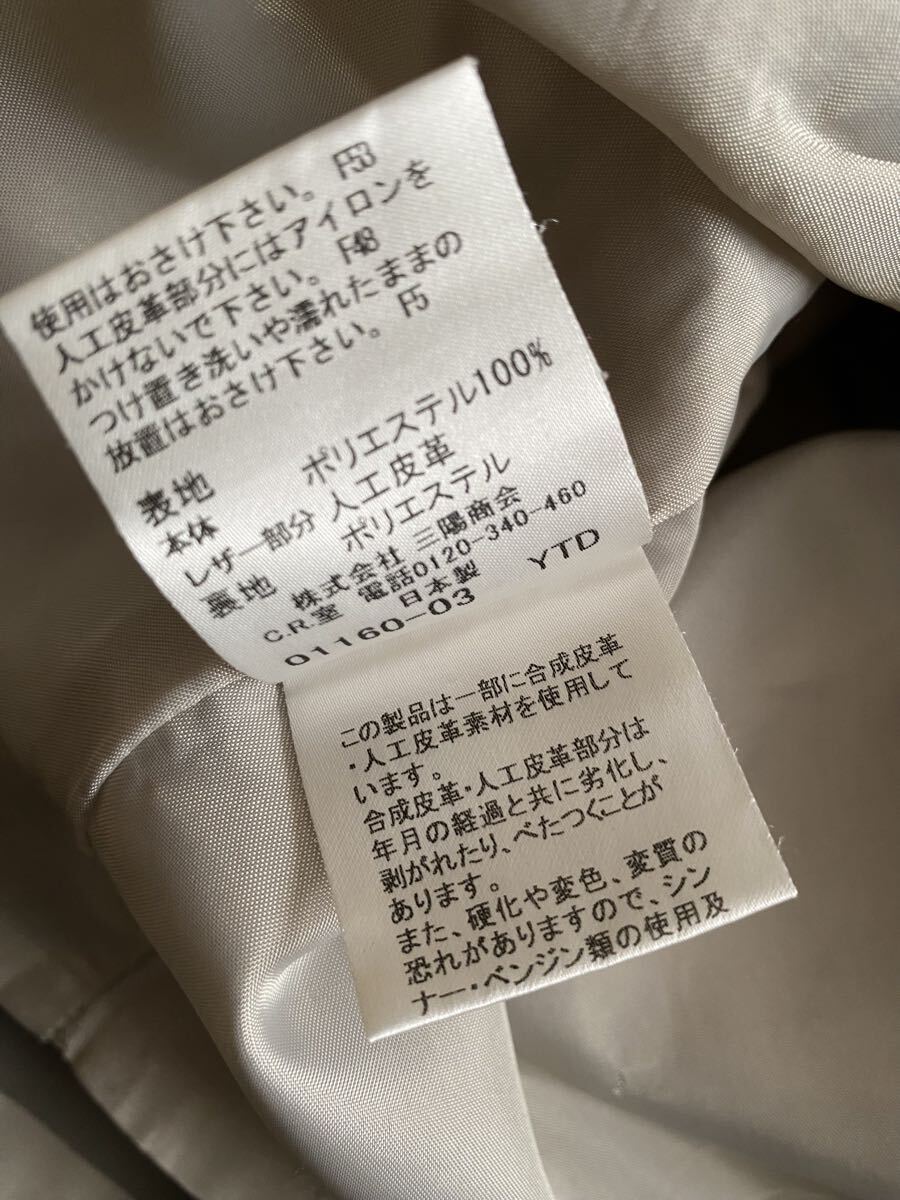 使用はおさけ下さい。 F53
人工皮革部分にはアイロンを
かけないで下さい。 F48
つけ置き洗いや濡れたままの
放置はおさけ下さい。 F5
表地
本体 ポリエステル100%
レザー部分 人工皮革
裏地 ポリエステル
株式会社 三陽商会
C.R.室 電話0120-340-460
日本製
01160-03 YTD
この製品は一部に合成皮革
・人工皮革素材を使用して
います。
合成皮革・人工皮革部分は
年月の経過と共に劣化し、
剥がれたり、べたつくことが
あります。
また、硬化や変色、変質の
恐れがありますので、シン
ナー・ベンジン類の使用及